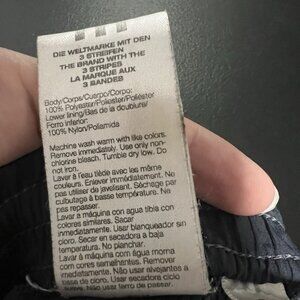 DIE WELTMARKE MIT DEN
3 STREIFEN
THE BRAND WITH THE
3 STRIPES
LA MARQUE AUX
3 BANDES
Body/Corps/Cuerpo/Corpo:
100% Polyester/Polyester/Poliéster
Lower lining/Bas de la doublure/
Forro inferior:
100% Nylon/Poliamida
Machine wash warm with like colors.
Remove immediately. Use only non-
chlorine bleach. Tumble dry low. Do
not iron.
Laver à l'eau tiède avec les même
couleurs. Enlever immédiatement.
pas utiliser de javelisant. Séchage par
culbutage à basse température. Ne
pas repasser.
Lavar a máquina con agua tibia con
colores similares. Remover immediata-
mente. Usar blanqueador sin
cloro. Secar en secadora a baja
temperatura. No planchar.
Lavar à máquina com água morna
com cores semelhantes. Remover
imediatamente. Não usar alvejantes a
base de cloro. Usar secadora ciclo